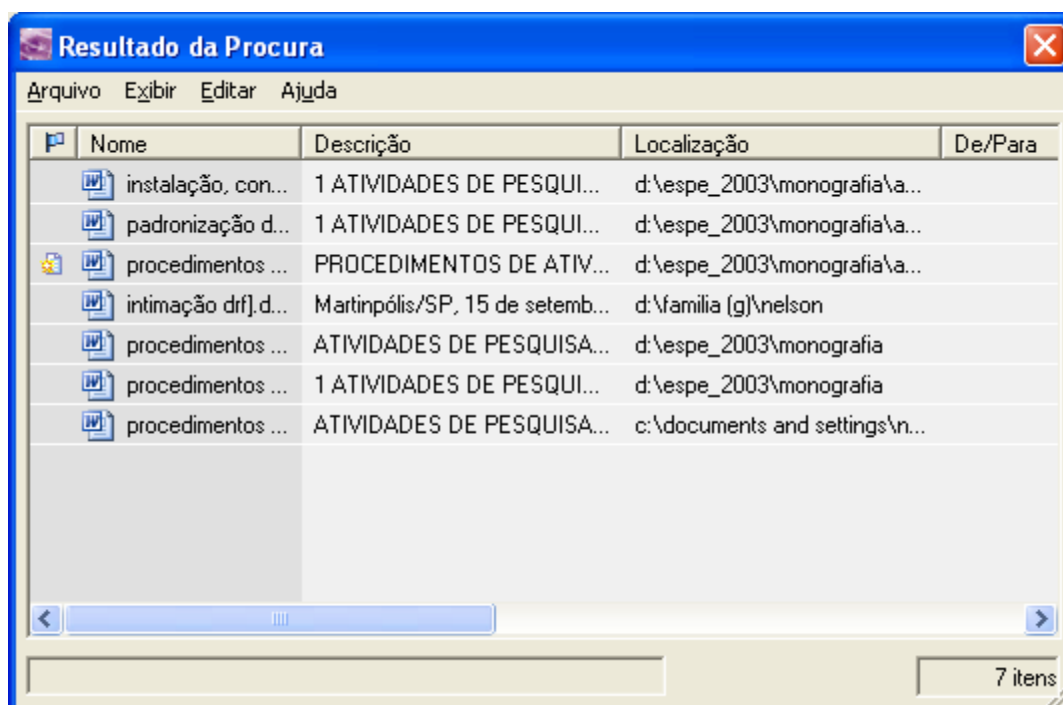 Resultado da Procura
Arquivo Exibir Editar Ajuda
Nome Descrição Localização De/Para
instalação, con... 1 ATIVIDADES DE PESQUI... d:\espe_2003\monografia\a...
padronização d... 1 ATIVIDADES DE PESQUI... d:\espe_2003\monografia\a...
procedimentos ... PROCEDIMENTOS DE ATIV... d:\espe_2003\monografia\a...
intimação drf].d... Martinpólis/SP, 15 de setemb... d:\familia (g)\nelson
procedimentos ... ATIVIDADES DE PESQUISA... d:\espe_2003\monografia
procedimentos ... 1 ATIVIDADES DE PESQUI... d:\espe_2003\monografia
procedimentos ... ATIVIDADES DE PESQUISA... c:\documents and settings\n...
7 itens